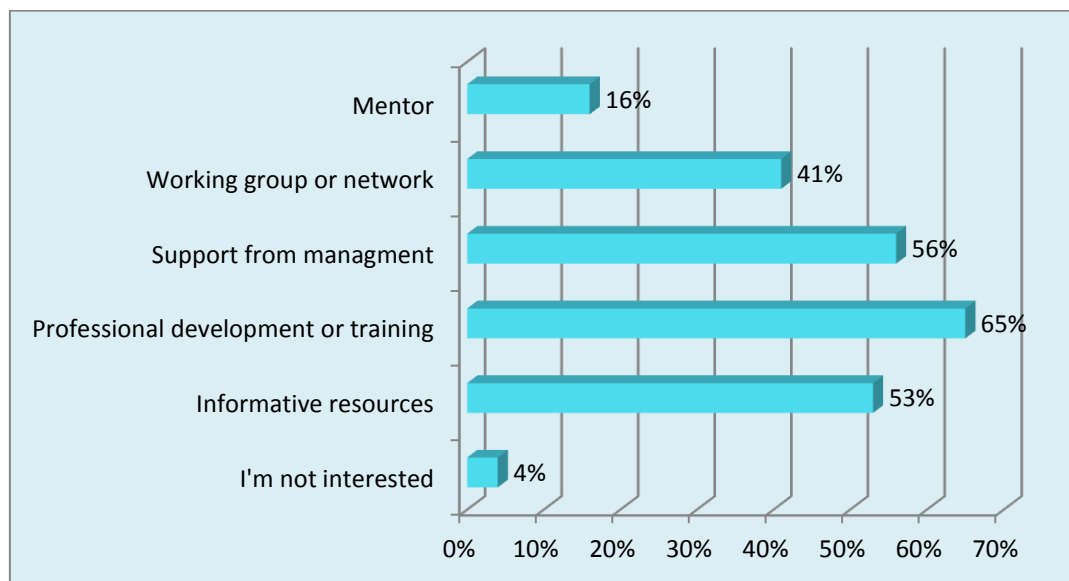 Mentor
16%
Working group or network
41%
Support from managment
56%
Professional development or training
65%
Informative resources
53%
I'm not interested
4%
0% 10% 20% 30% 40% 50% 60% 70%